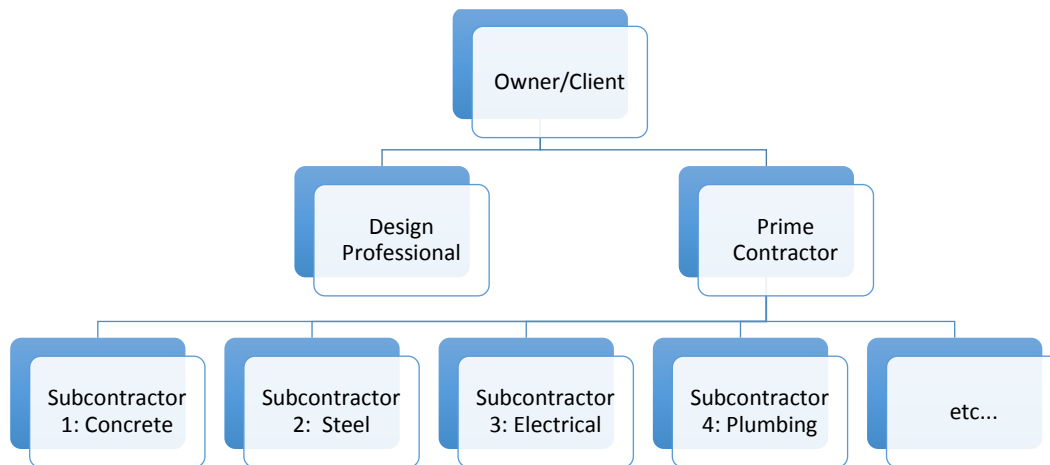 Owner/Client
Design
Professional
Prime
Contractor
Subcontractor
1: Concrete
Subcontractor
2:  Steel
Subcontractor
3: Electrical
Subcontractor
4: Plumbing
etc...